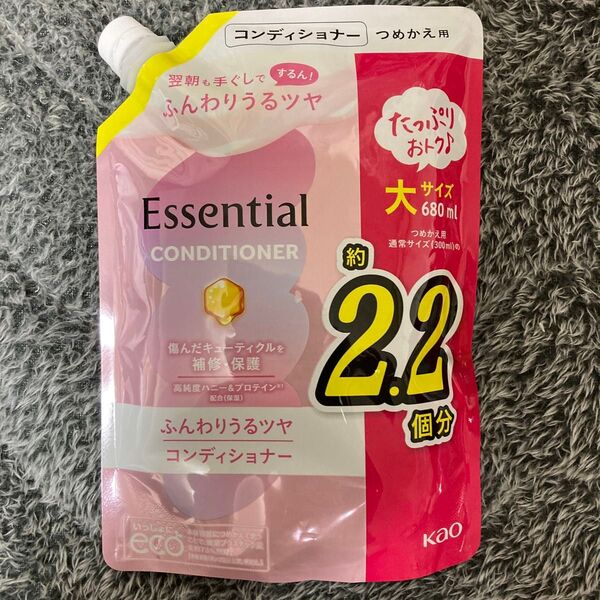 コンディショナー つめかえ用
翌朝も手ぐしで するん!
ふんわりうるツヤ
たっぷり
おトク♪
大サイズ
680ml
つめかえ用
通常サイズ(300ml)の
約
2.2
個分
Essential
CONDITIONER
傷んだキューティクルを
補修・保護
高純度ハニー&プロテイン※1
配合(保湿)
ふんわりうるツヤ
コンディショナー
いっしょに
eco
Kao